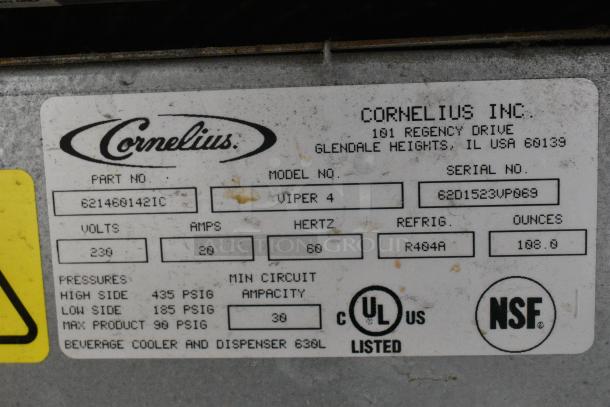 Cornelius.
CORNELIUS INC.
101 REGENCY DRIVE
GLENDALE HEIGHTS, IL USA 60139
PART NO. MODEL NO. SERIAL NO.
621460142IC VIPER 4 62D1523VP069
VOLTS AMPS HERTZ REFRIG. OUNCES
230 20 60 R404A 108.0
PRESSURES
HIGH SIDE 435 PSIG
LOW SIDE 185 PSIG
MAX PRODUCT 90 PSIG
MIN CIRCUIT
AMPACITY
30
BEVERAGE COOLER AND DISPENSER 630L
C UL US
LISTED
NSF®